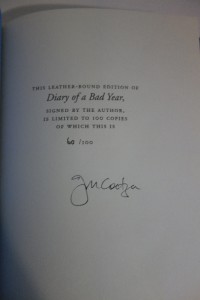 THIS LEATHER-BOUND EDITION OF
Diary of a Bad Year,
SIGNED BY THE AUTHOR,
IS LIMITED TO 100 COPIES
OF WHICH THIS IS
60 /100
J M Coetzee